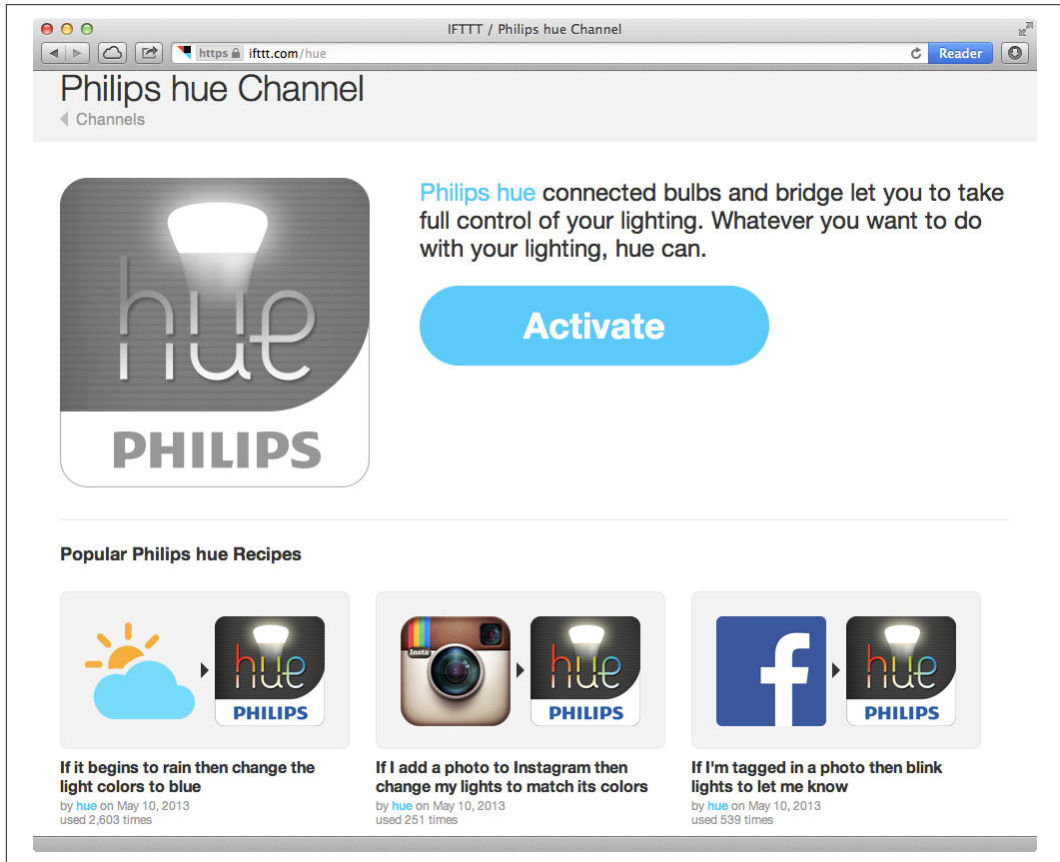 IFTTT / Philips hue Channel
https ifttt.com/hue
Reader
Philips hue Channel
Channels
hue
PHILIPS
Philips hue connected bulbs and bridge let you to take
full control of your lighting. Whatever you want to do
with your lighting, hue can.
Activate
Popular Philips hue Recipes
hue
PHILIPS
Insta
hue
PHILIPS
f
hue
PHILIPS
If it begins to rain then change the
light colors to blue
by hue on May 10, 2013
used 2,603 times
If I add a photo to Instagram then
change my lights to match its colors
by hue on May 10, 2013
used 251 times
If I'm tagged in a photo then blink
lights to let me know
by hue on May 10, 2013
used 539 times